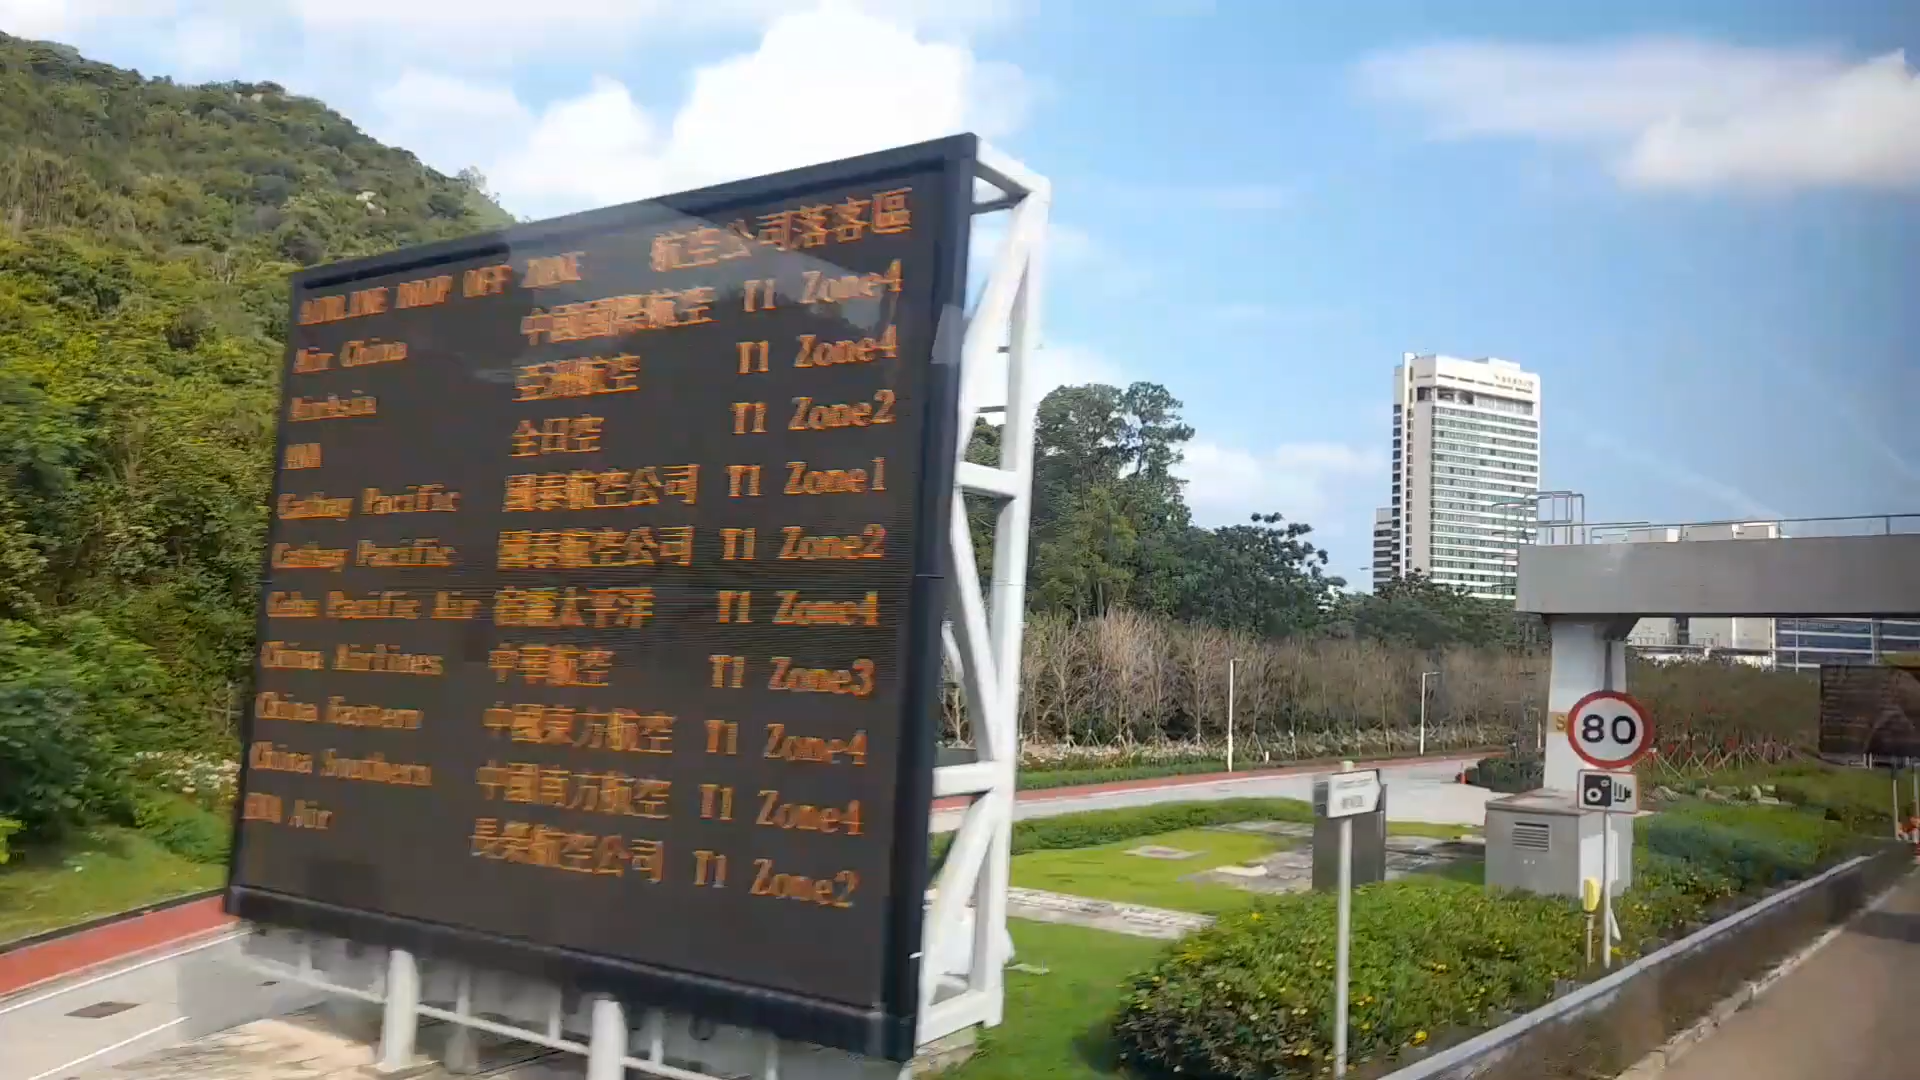 AIRLINE DROP OFF ZONE 航空公司落客區
Air China 中國國際航空 T1 Zone4
AirAsia 亞洲航空 T1 Zone4
ANA 全日空 T1 Zone2
Cathay Pacific 國泰航空公司 T1 Zone1
Cathay Pacific 國泰航空公司 T1 Zone2
Cebu Pacific Air 宿霧太平洋 T1 Zone4
China Airlines 中華航空 T1 Zone3
China Eastern 中國東方航空 T1 Zone4
China Southern 中國南方航空 T1 Zone4
EVA Air 長榮航空公司 T1 Zone2
80